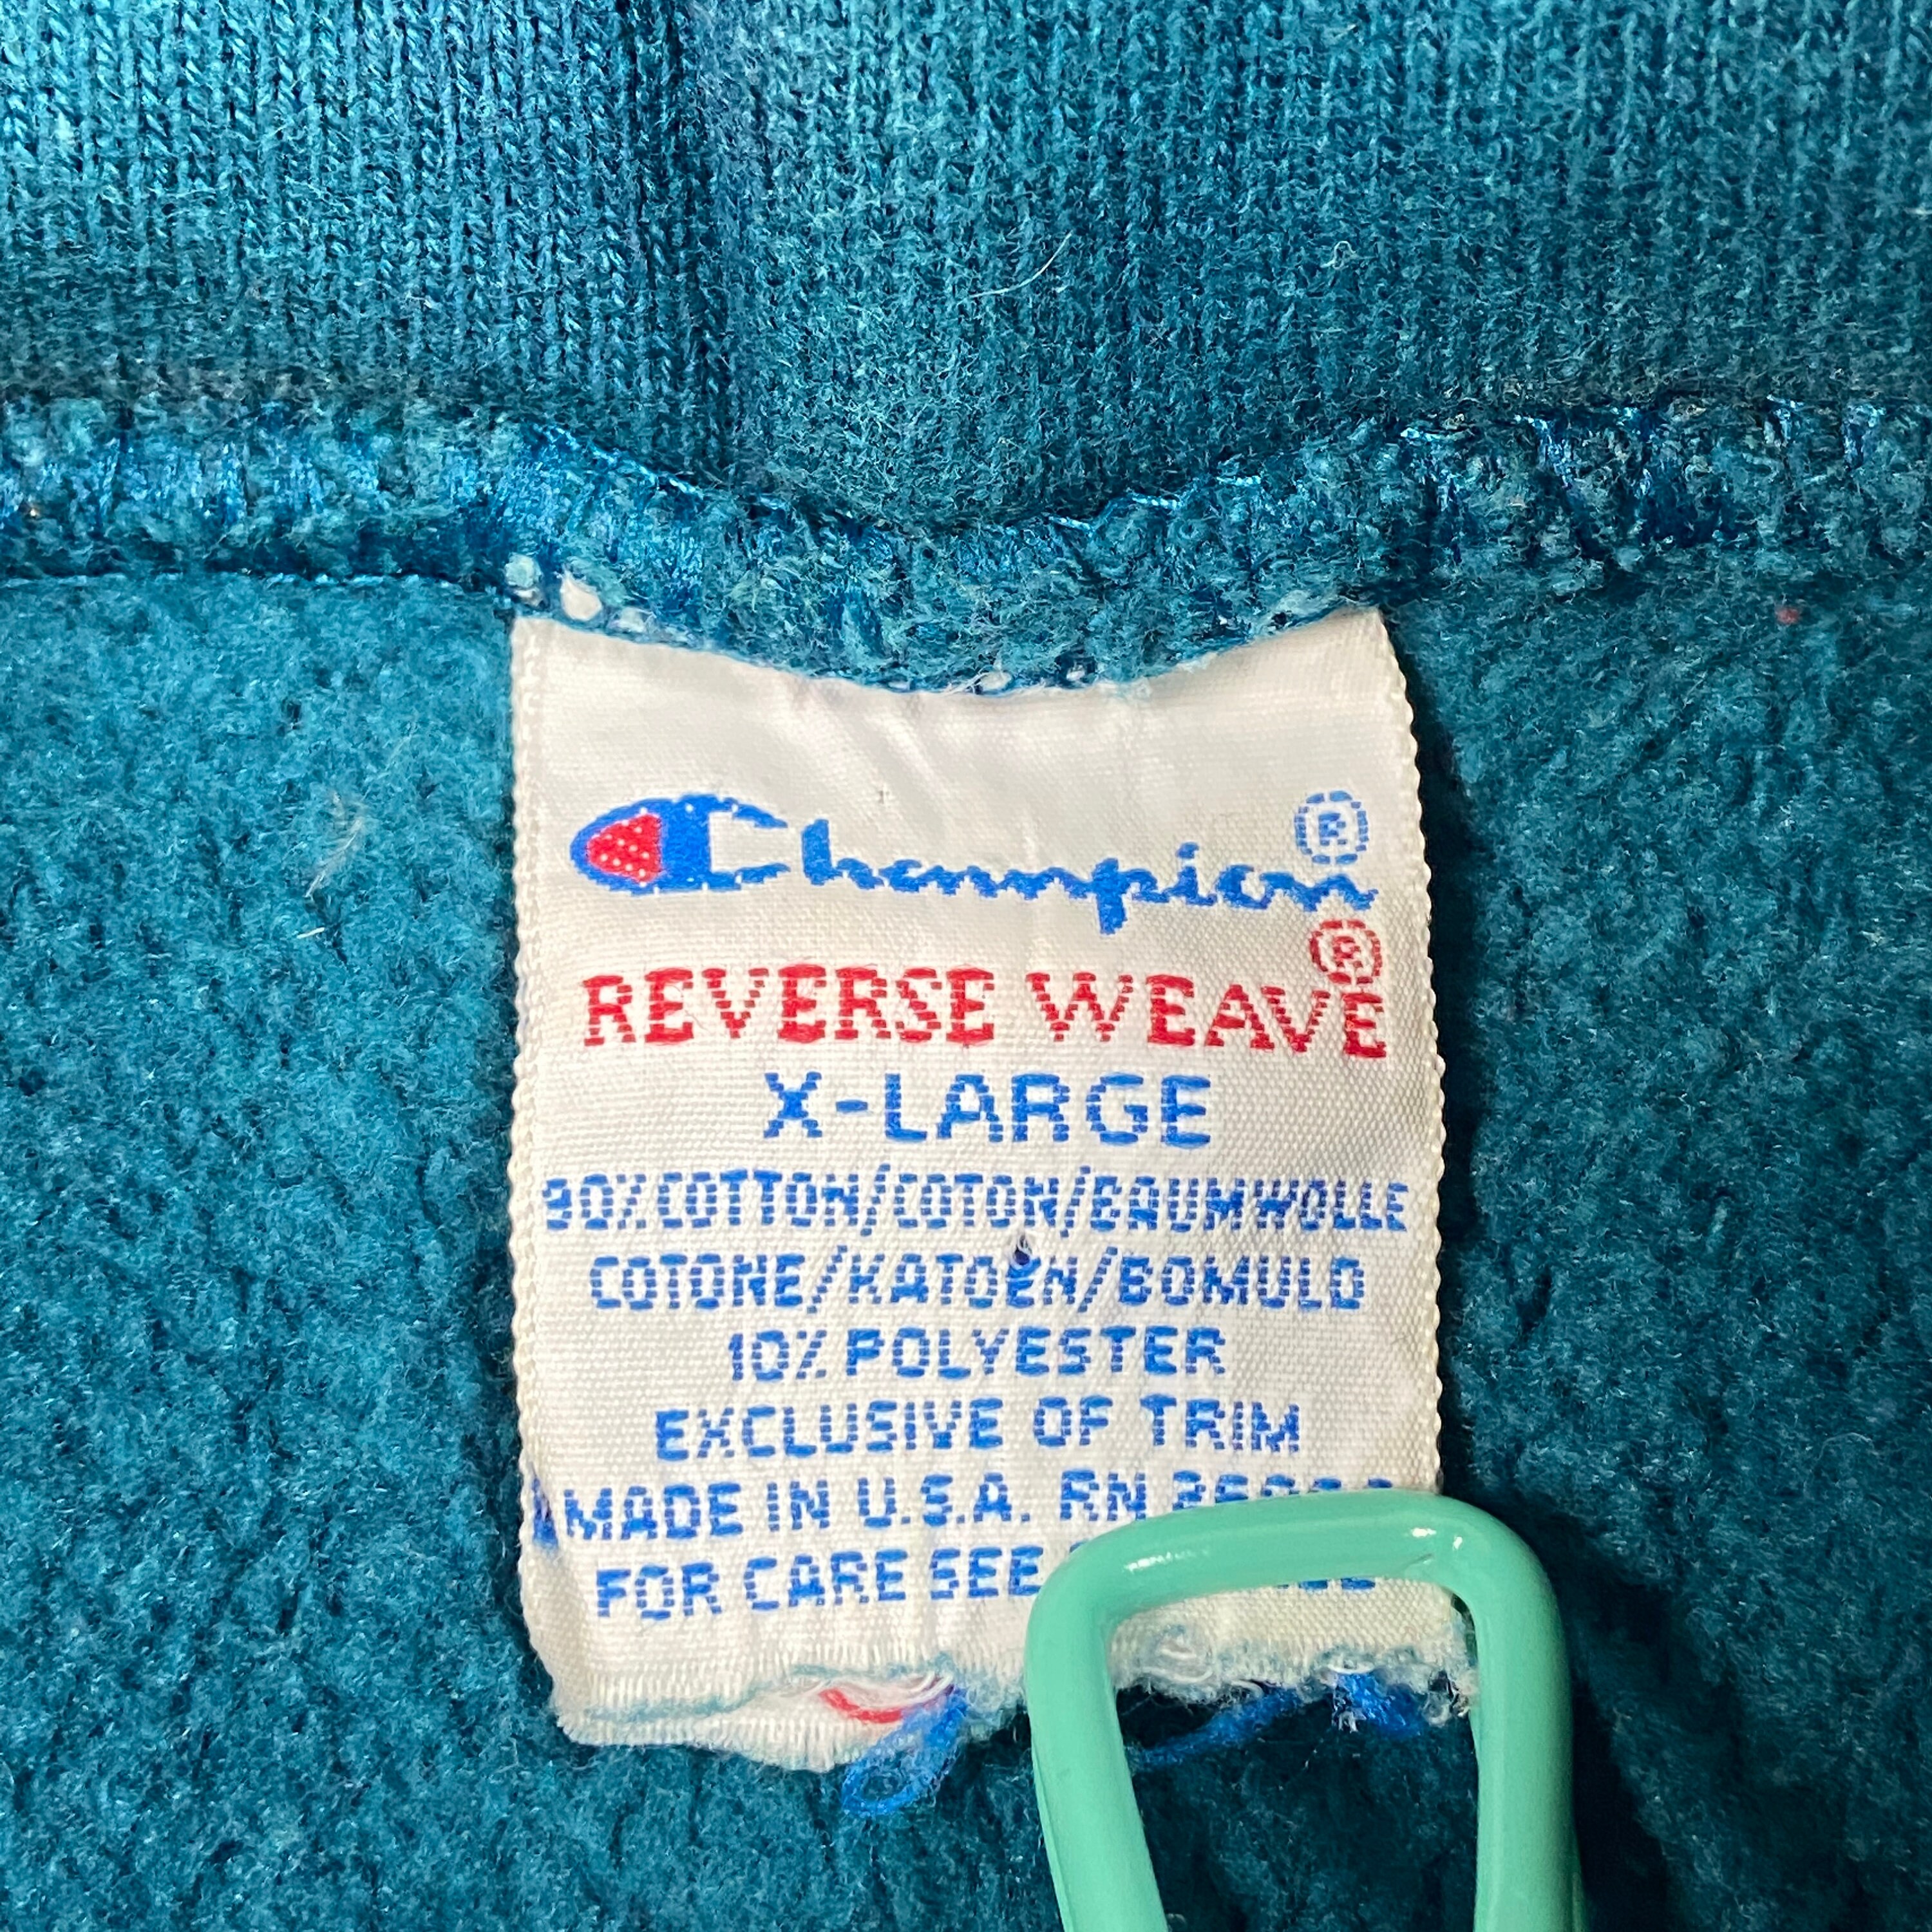 Champion ®
REVERSE WEAVE ®
X-LARGE
90% COTTON/COTON/BAUMWOLLE
COTONE/KATOEN/BOMULD
10% POLYESTER
EXCLUSIVE OF TRIM
MADE IN U.S.A. RN
FOR CARE SEE